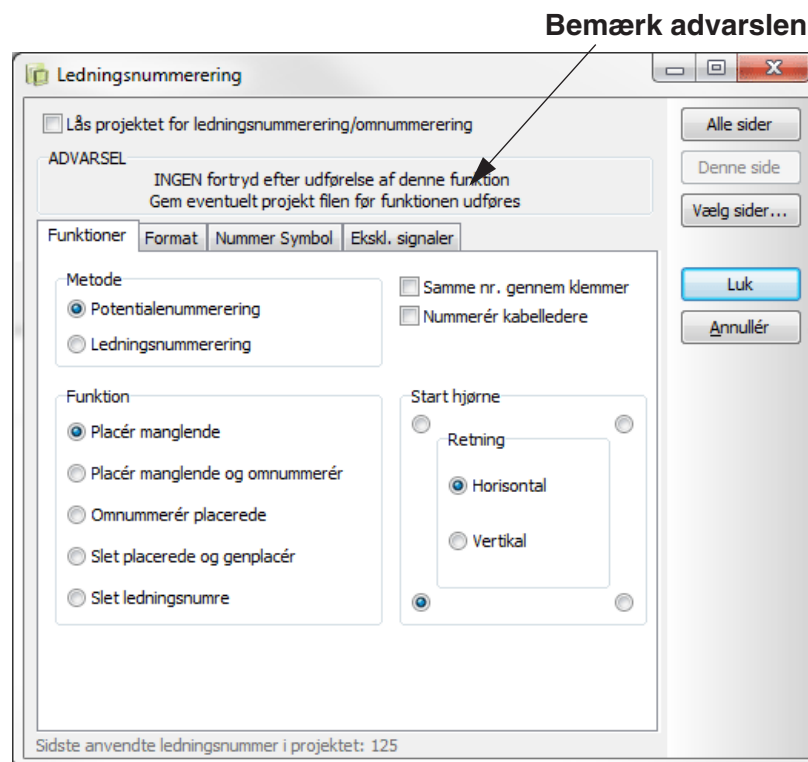 Bemærk advarslen
Ledningsnummerering
Lås projektet for ledningsnummerering/omnummerering
ADVARSEL
INGEN fortryd efter udførelse af denne funktion
Gem eventuelt projekt filen før funktionen udføres
Funktioner Format Nummer Symbol Ekskl. signaler
Metode
Potentialenummerering
Ledningsnummerering
Samme nr. gennem klemmer
Nummerér kabelledere
Funktion
Placér manglende
Placér manglende og omnummerér
Omnummerér placerede
Slet placerede og genplacér
Slet ledningsnumre
Start hjørne
Retning
Horisontal
Vertikal
Alle sider
Denne side
Vælg sider...
Luk
Annullér
Sidste anvendte ledningsnummer i projektet: 125